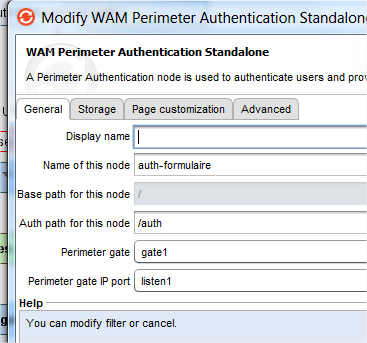 Modify WAM Perimeter Authentication Standalon
WAM Perimeter Authentication Standalone
A Perimeter Authentication node is used to authenticate users and prov
General Storage Page customization Advanced
Display name
Name of this node auth-formulaire
Base path for this node /
Auth path for this node /auth
Perimeter gate gate1
Perimeter gate IP port listen1
Help
You can modify filter or cancel.